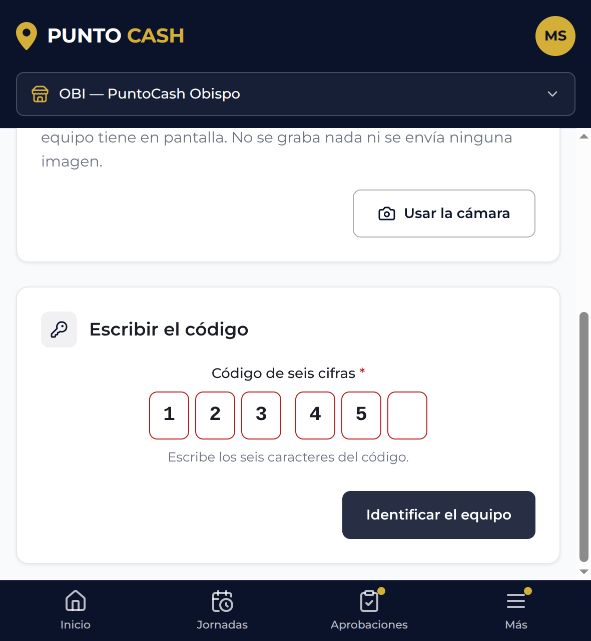 PUNTO CASH
MS
OBI — PuntoCash Obispo
equipo tiene en pantalla. No se graba nada ni se envía ninguna
imagen.
Usar la cámara
Escribir el código
Código de seis cifras *
1 2 3 4 5
Escribe los seis caracteres del código.
Identificar el equipo
Inicio
Jornadas
Aprobaciones
Más